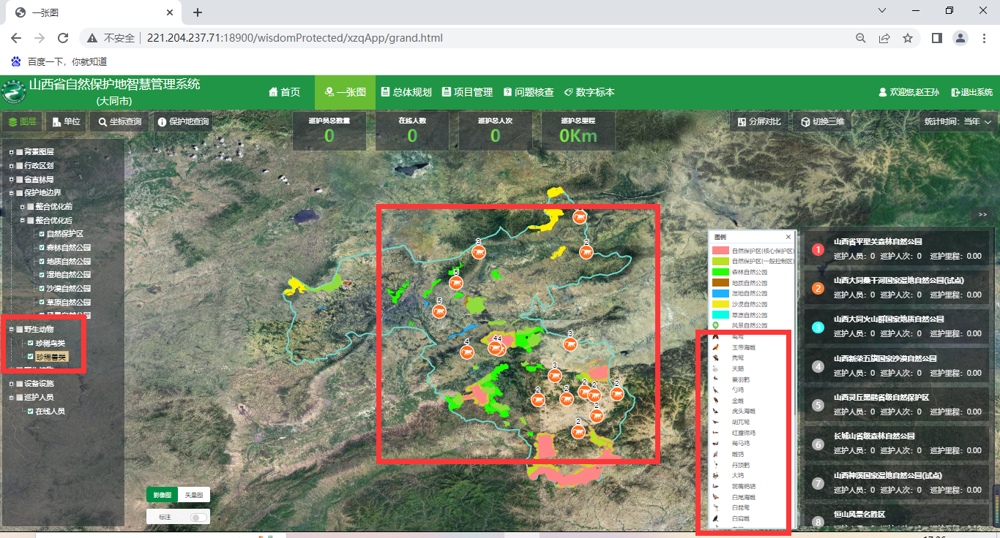 一张图
不安全
221.204.237.71:18900/wisdomProtected/xzqApp/grand.html
百度一下，你就知道
山西省自然保护地智慧管理系统
(大同市)
首页
一张图
总体规划
项目管理
问题核查
数字标本
欢迎您,赵王孙
退出系统
图层
单位
坐标查询
保护地查询
巡护员总数量
0
在线人数
0
巡护总人次
0
巡护总里程
0Km
分屏对比
切换三维
统计时间：当年
背景图层
行政区划
省直林局
保护地边界
整合优化前
整合优化后
自然保护区
森林自然公园
地质自然公园
湿地自然公园
沙漠自然公园
草原自然公园
风景自然公园
野生动物
珍稀鸟类
珍稀兽类
设备设施
巡护人员
在线人员
影像图
矢量图
标注
3
2
5
5
4
44
3
3
2
2
2
2
2
2
2
图例
自然保护区(核心保护区)
自然保护区(一般控制区)
森林自然公园
地质自然公园
湿地自然公园
沙漠自然公园
草原自然公园
风景自然公园
玉带海雕
秃鹫
天鹅
蓑羽鹤
勺鸡
金雕
虎头海雕
胡兀鹫
红腹锦鸡
褐马鸡
雕鸮
丹顶鹤
大鸨
斑嘴鹈鹕
白尾海雕
白琵鹭
白肩雕
>>
1
山西省平型关森林自然公园
巡护人员：0 巡护人次：0 巡护里程：0.00
2
山西大同桑干河国家湿地自然公园(试点)
巡护人员：0 巡护人次：0 巡护里程：0.00
3
山西大同火山群国家地质自然公园
巡护人员：0 巡护人次：0 巡护里程：0.00
4
山西新荣五旗国家沙漠自然公园
巡护人员：0 巡护人次：0 巡护里程：0.00
5
山西灵丘黑鹳省级自然保护区
巡护人员：0 巡护人次：0 巡护里程：0.00
6
长城山省级森林自然公园
巡护人员：0 巡护人次：0 巡护里程：0.00
7
山西神溪国家湿地自然公园(试点)
巡护人员：0 巡护人次：0 巡护里程：0.00
8
恒山风景名胜区